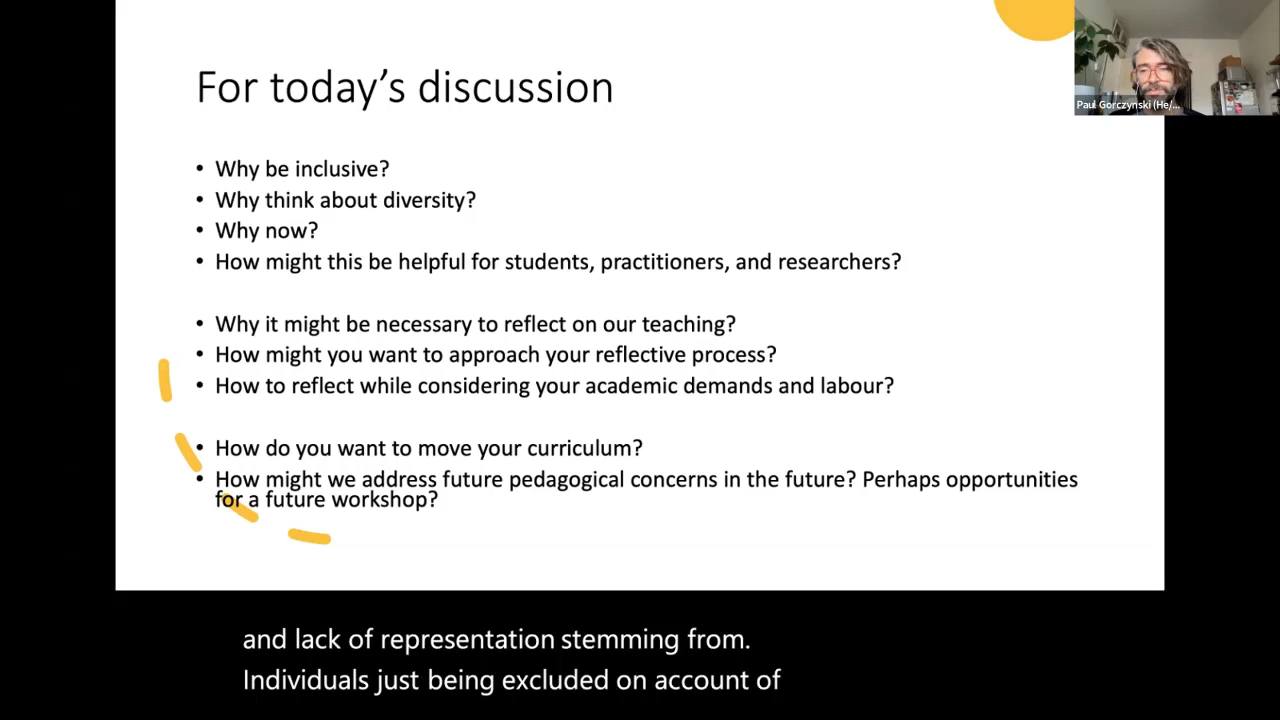 For today's discussion
Paul Gorczynski (He/...
• Why be inclusive?
• Why think about diversity?
• Why now?
• How might this be helpful for students, practitioners, and researchers?
• Why it might be necessary to reflect on our teaching?
• How might you want to approach your reflective process?
• How to reflect while considering your academic demands and labour?
• How do you want to move your curriculum?
• How might we address future pedagogical concerns in the future? Perhaps opportunities
for a future workshop?
and lack of representation stemming from.
Individuals just being excluded on account of